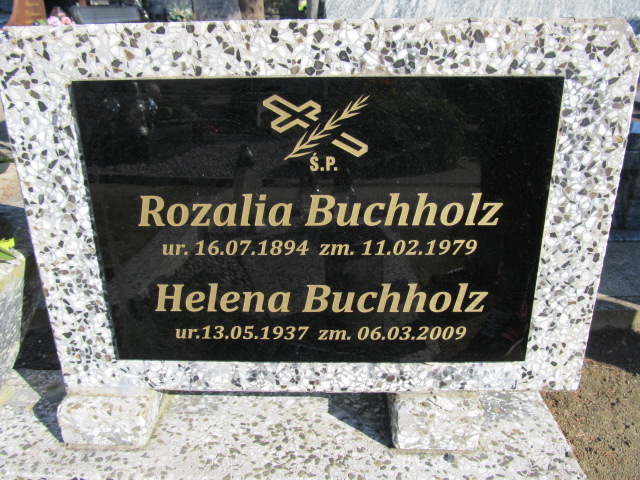 Ś.P.
Rozalia Buchholz
ur. 16.07.1894 zm. 11.02.1979
Helena Buchholz
ur.13.05.1937 zm. 06.03.2009